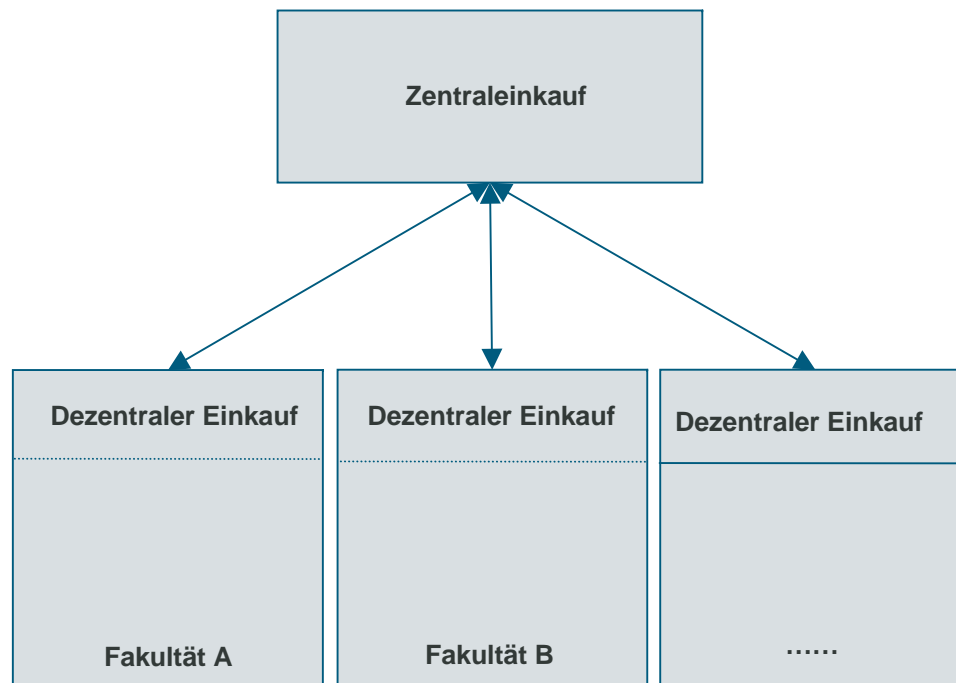 Zentraleinkauf
Dezentraler Einkauf
Dezentraler Einkauf
Dezentraler Einkauf
Fakultät A
Fakultät B
......